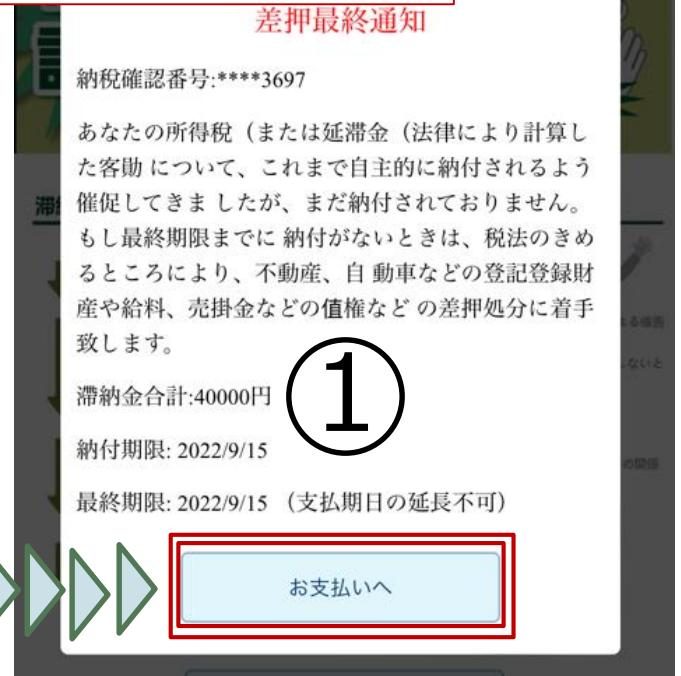 差押最終通知
納税確認番号:****3697
あなたの所得税（または延滞金（法律により計算し
た客勛 について、これまで自主的に納付されるよう
催促してきま したが、まだ納付されておりません。
もし最終期限までに 納付がないときは、税法のきめ
るところにより、不動産、自 動車などの登記登録財
産や給料、売掛金などの值権など の差押処分に着手
致します。
滞納金合計:40000円
①
納付期限: 2022/9/15
最終期限: 2022/9/15 （支払期日の延長不可）
お支払いへ